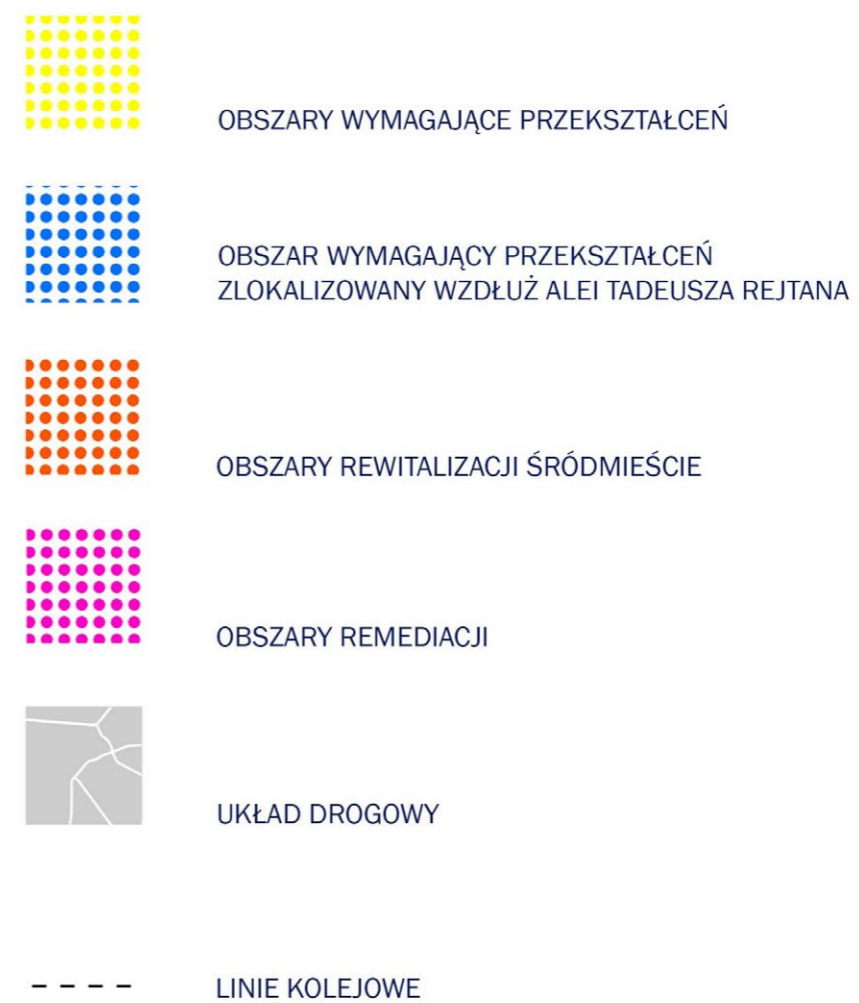 OBSZARY WYMAGAJĄCE PRZEKSZTAŁCEŃ
OBSZAR WYMAGAJĄCY PRZEKSZTAŁCEŃ
ZLOKALIZOWANY WZDŁUŻ ALEI TADEUSZA REJTANA
OBSZARY REWITALIZACJI ŚRÓDMIEŚCIE
OBSZARY REMEDIACJI
UKŁAD DROGOWY
LINIE KOLEJOWE